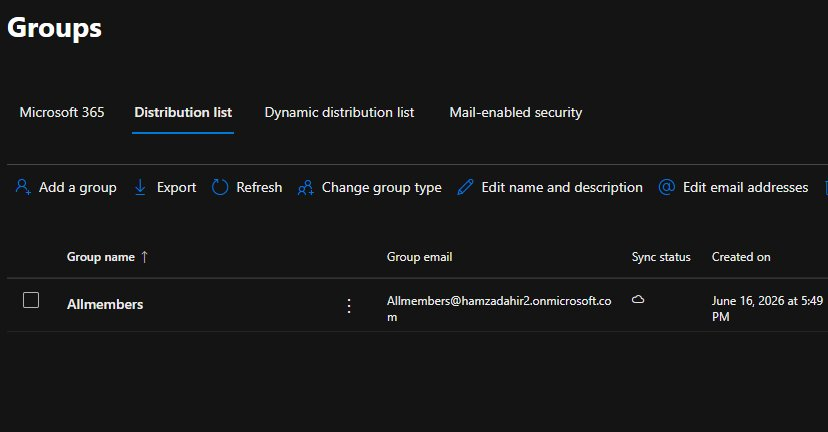 Groups
Microsoft 365 Distribution list Dynamic distribution list Mail-enabled security
Add a group Export Refresh Change group type Edit name and description Edit email addresses
Group name ↑ Group email Sync status Created on
Allmembers Allmembers@hamzadahir2.onmicrosoft.co June 16, 2026 at 5:49
m PM